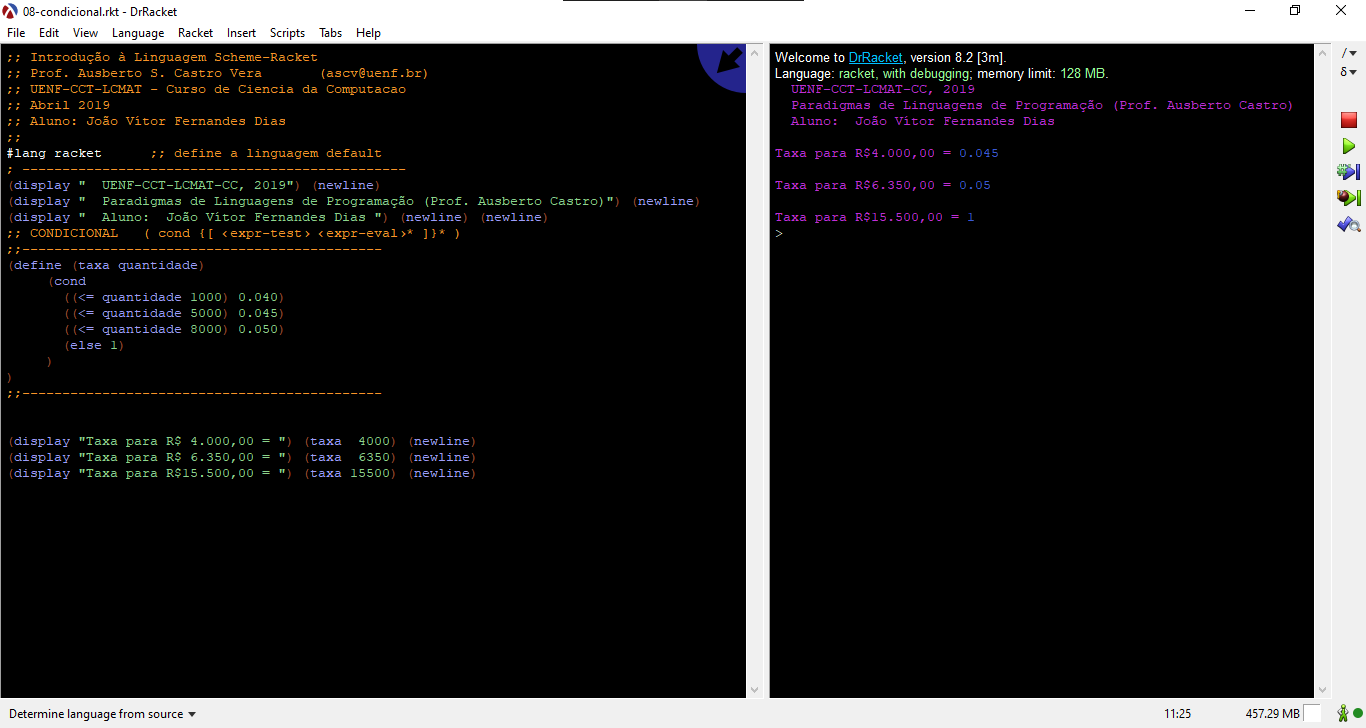 08-condicional.rkt - DrRacket
File Edit View Language Racket Insert Scripts Tabs Help
;; Introdução à Linguagem Scheme-Racket
;; Prof. Ausberto S. Castro Vera       (ascv@uenf.br)
;; UENF-CCT-LCMAT - Curso de Ciencia da Computacao
;; Abril 2019
;; Aluno: João Vítor Fernandes Dias
;;
#lang racket      ;; define a linguagem default
; ------------------------------------------------
(display "  UENF-CCT-LCMAT-CC, 2019") (newline)
(display "  Paradigmas de Linguagens de Programação (Prof. Ausberto Castro)") (newline)
(display "  Aluno:  João Vítor Fernandes Dias ") (newline) (newline)
;; CONDICIONAL   ( cond {[ <expr-test> <expr-eval>* ]}* )
;;---------------------------------------------
(define (taxa quantidade)
     (cond
       ((<= quantidade 1000) 0.040)
       ((<= quantidade 5000) 0.045)
       ((<= quantidade 8000) 0.050)
       (else 1)
     )
)
;;---------------------------------------------
(display "Taxa para R$ 4.000,00 = ") (taxa  4000) (newline)
(display "Taxa para R$ 6.350,00 = ") (taxa  6350) (newline)
(display "Taxa para R$15.500,00 = ") (taxa 15500) (newline)
Welcome to DrRacket, version 8.2 [3m].
Language: racket, with debugging; memory limit: 128 MB.
  UENF-CCT-LCMAT-CC, 2019
  Paradigmas de Linguagens de Programação (Prof. Ausberto Castro)
  Aluno:  João Vítor Fernandes Dias
Taxa para R$4.000,00 = 0.045
Taxa para R$6.350,00 = 0.05
Taxa para R$15.500,00 = 1
>
/
δ
Determine language from source
11:25
457.29 MB